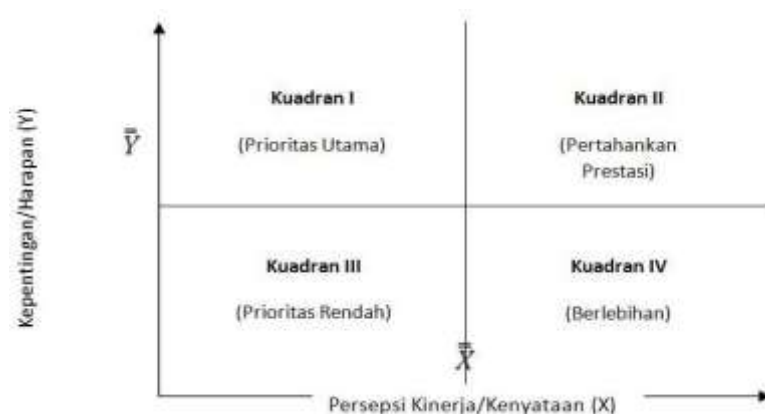 Kepentingan/Harapan (Y)
Y̿
Kuadran I
(Prioritas Utama)
Kuadran II
(Pertahankan
Prestasi)
Kuadran III
(Prioritas Rendah)
Kuadran IV
(Berlebihan)
X̿
Persepsi Kinerja/Kenyataan (X)